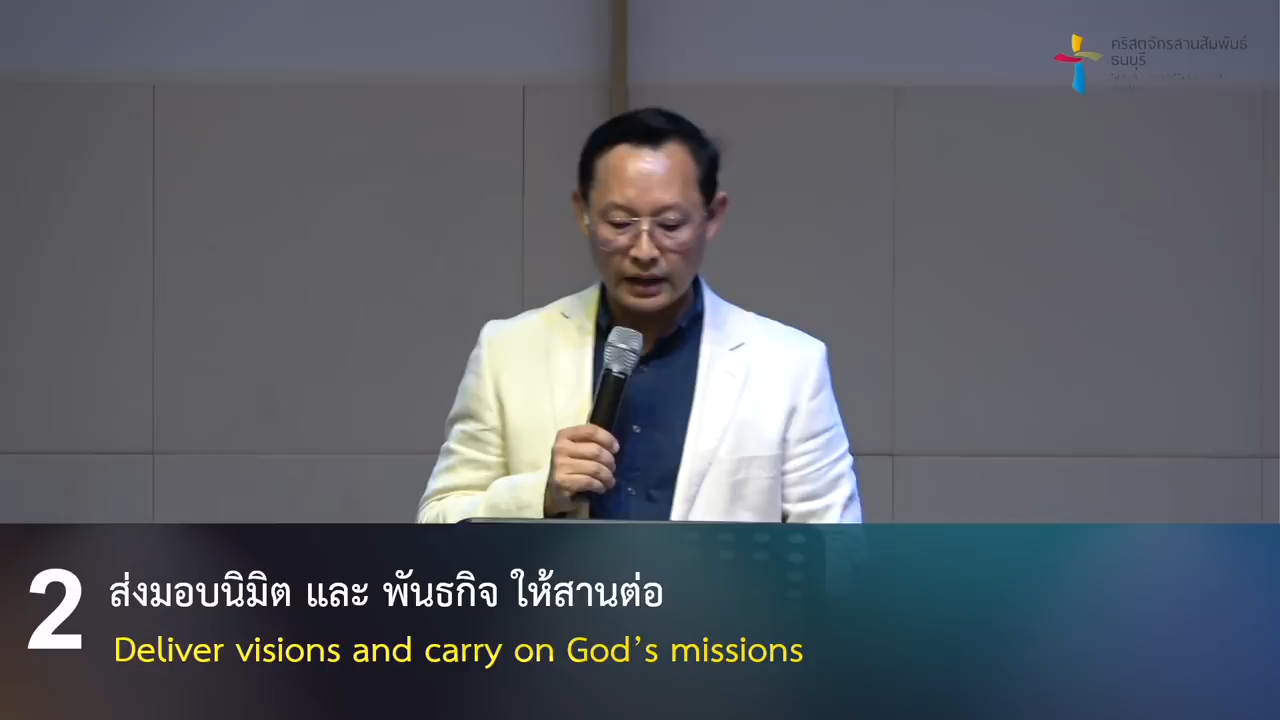 คริสตจักรสานสัมพันธ์
ธนบุรี
2
ส่งมอบนิมิต และ พันธกิจ ให้สานต่อ
Deliver visions and carry on God's missions